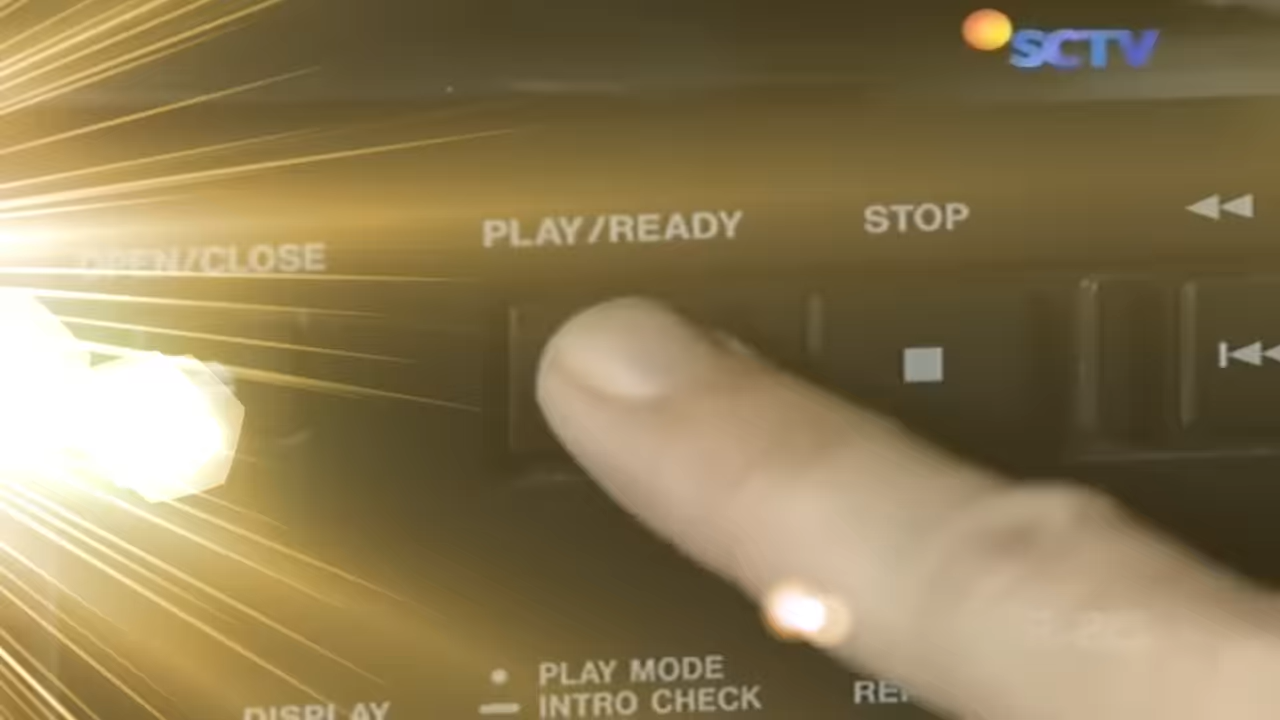 SCTV
OPEN/CLOSE
PLAY/READY
STOP
PLAY MODE
INTRO CHECK
DISPLAY